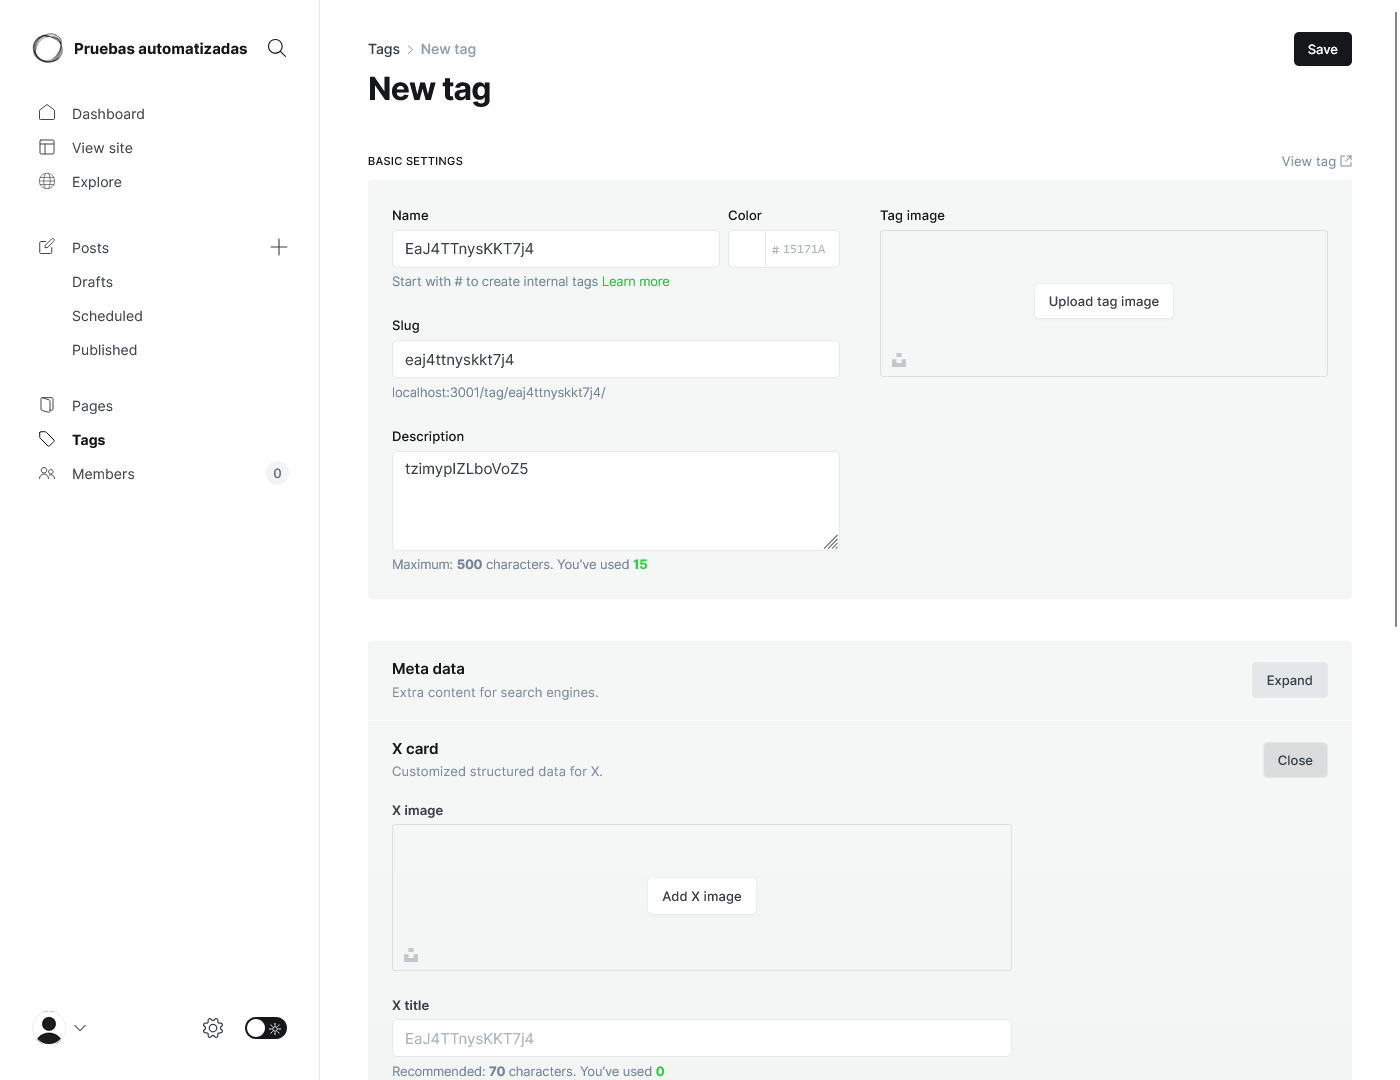 Pruebas automatizadas
Dashboard
View site
Explore
Posts
Drafts
Scheduled
Published
Pages
Tags
Members
0
Tags > New tag
Save
New tag
BASIC SETTINGS
View tag
Name
EaJ4TTnysKKT7j4
Start with # to create internal tags Learn more
Color
# 15171A
Slug
eaj4ttnyskkt7j4
localhost:3001/tag/eaj4ttnyskkt7j4/
Description
tzimypIZLboVoZ5
Maximum: 500 characters. You've used 15
Tag image
Upload tag image
Meta data
Extra content for search engines.
Expand
X card
Customized structured data for X.
Close
X image
Add X image
X title
EaJ4TTnysKKT7j4
Recommended: 70 characters. You've used 0